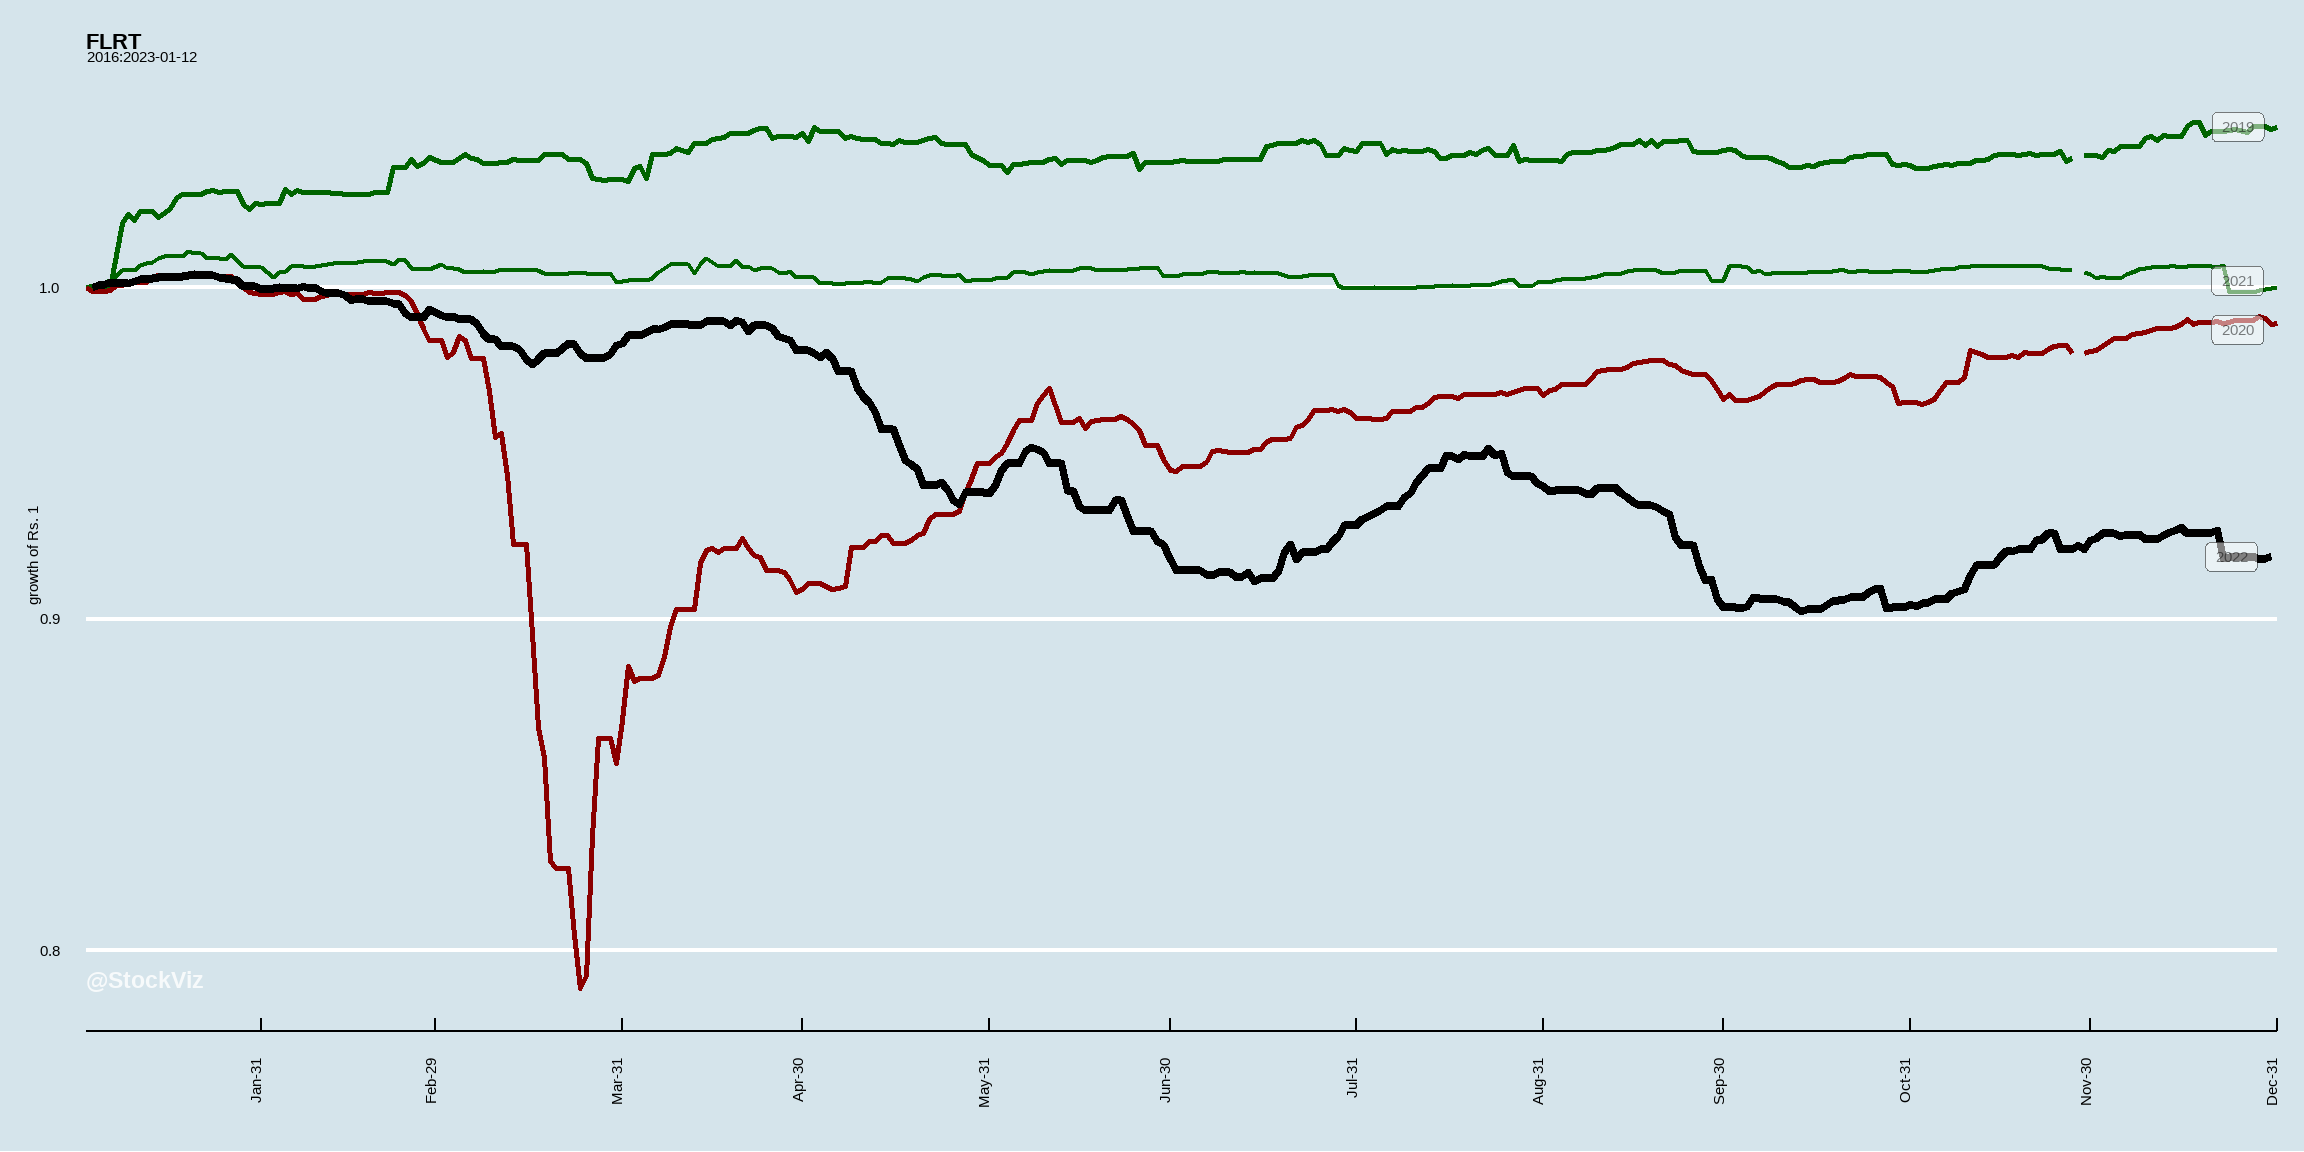 FLRT
2016:2023-01-12
2019
2021
1.0
2020
growth of Rs. 1
2022
0.9
0.8
@StockViz
Jan-31
Feb-29
Mar-31
Apr-30
May-31
Jun-30
Jul-31
Aug-31
Sep-30
Oct-31
Nov-30
Dec-31